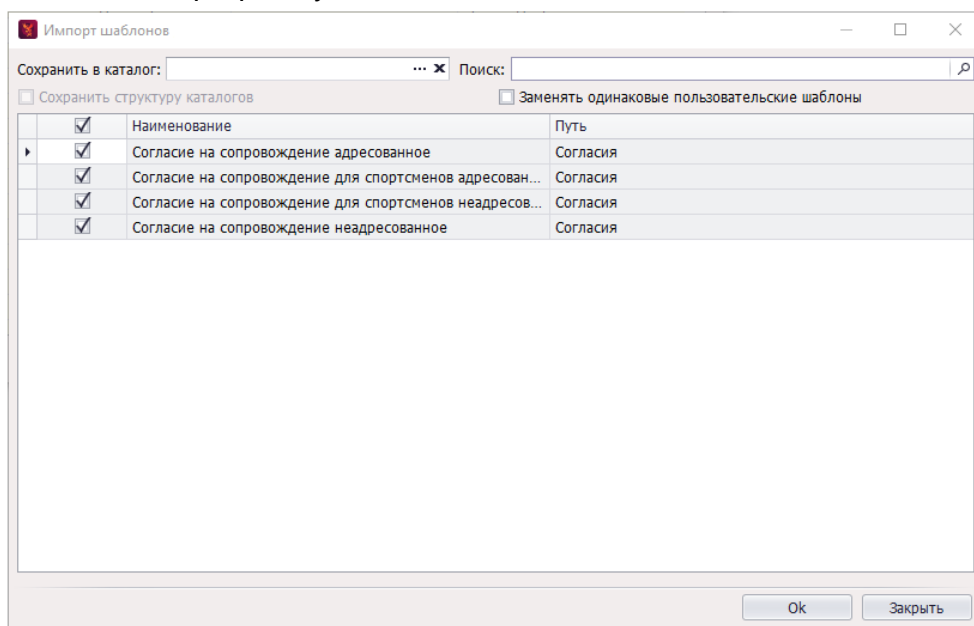 Импорт шаблонов
Сохранить в каталог: ... x Поиск:
Сохранить структуру каталогов Заменять одинаковые пользовательские шаблоны
Наименование Путь
Согласие на сопровождение адресованное Согласия
Согласие на сопровождение для спортсменов адресован... Согласия
Согласие на сопровождение для спортсменов неадресов... Согласия
Согласие на сопровождение неадресованное Согласия
Ok Закрыть